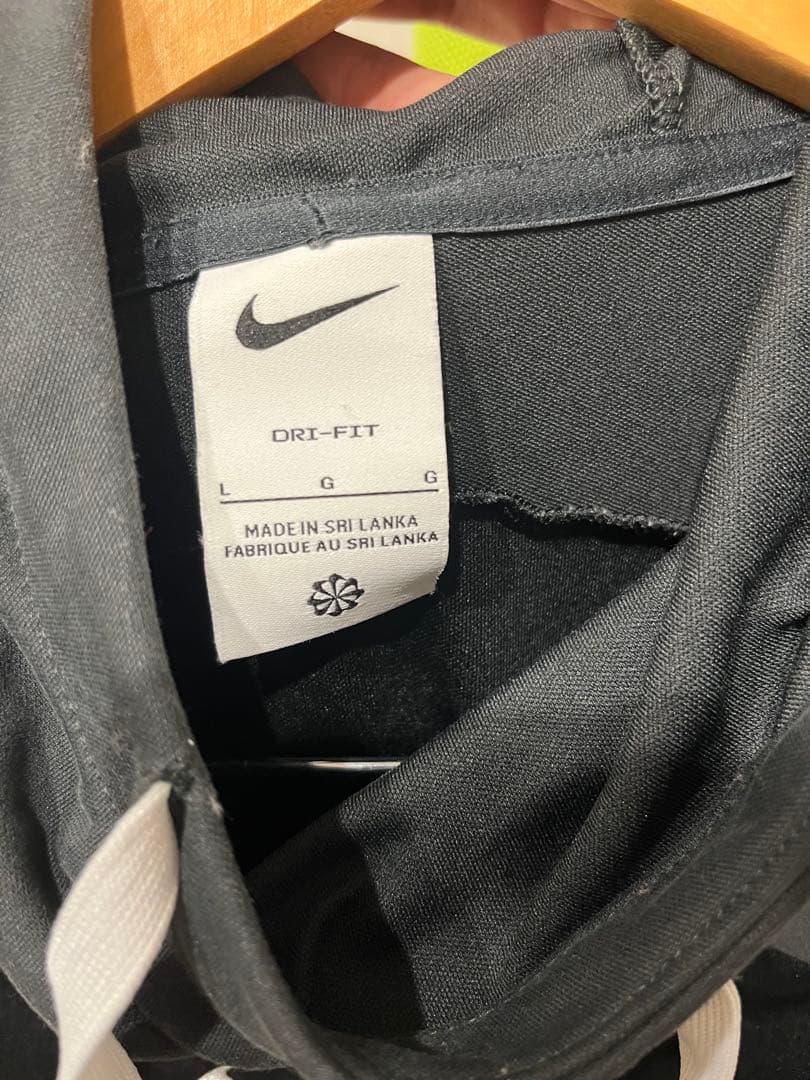 DRI-FIT
L G G
MADE IN SRI LANKA
FABRIQUE AU SRI LANKA